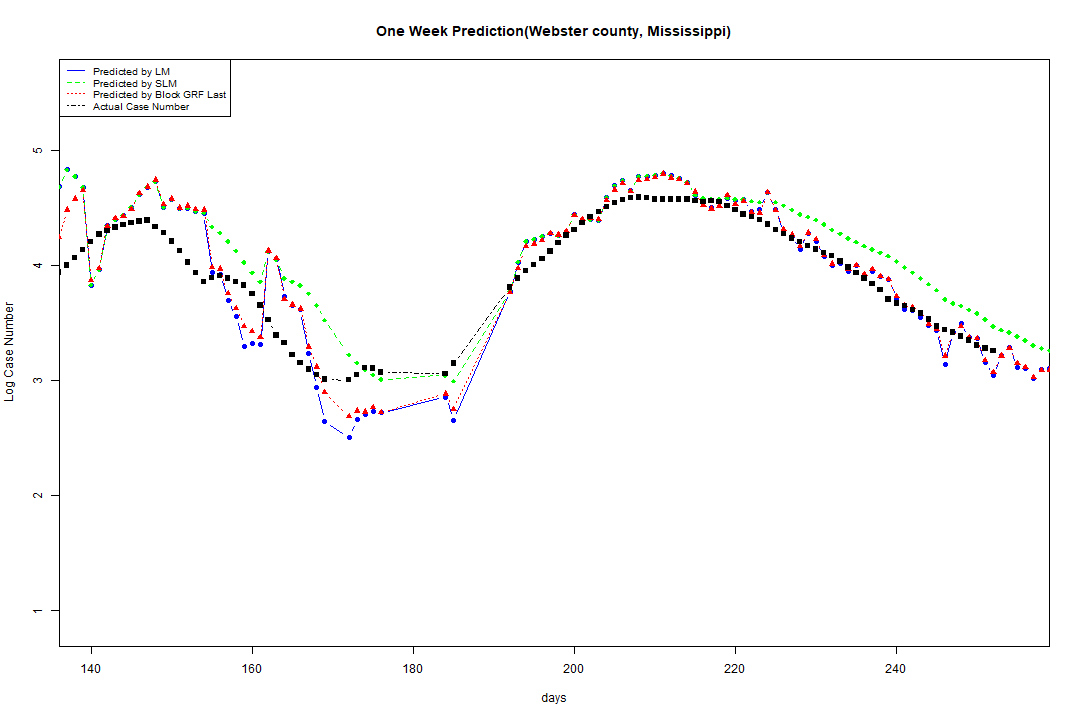 One Week Prediction(Webster county, Mississippi)
Predicted by LM
Predicted by SLM
Predicted by Block GRF Last
Actual Case Number
5
4
3
2
1
Log Case Number
140 160 180 200 220 240
days